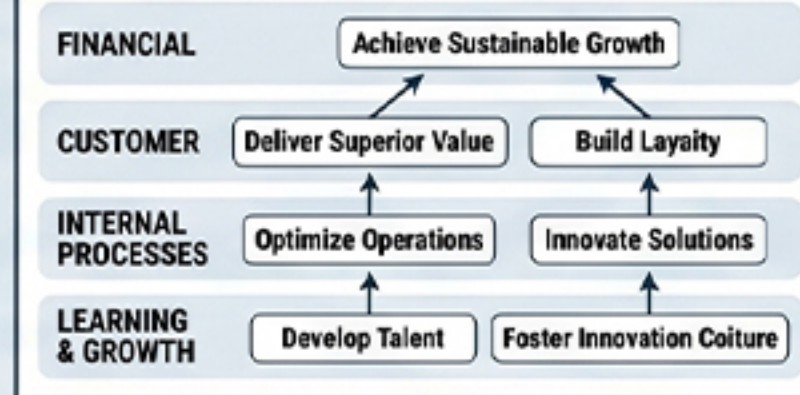 FINANCIAL
Achieve Sustainable Growth
CUSTOMER
Deliver Superior Value
Build Layaity
INTERNAL
PROCESSES
Optimize Operations
Innovate Solutions
LEARNING
& GROWTH
Develop Talent
Foster Innovation Coiture